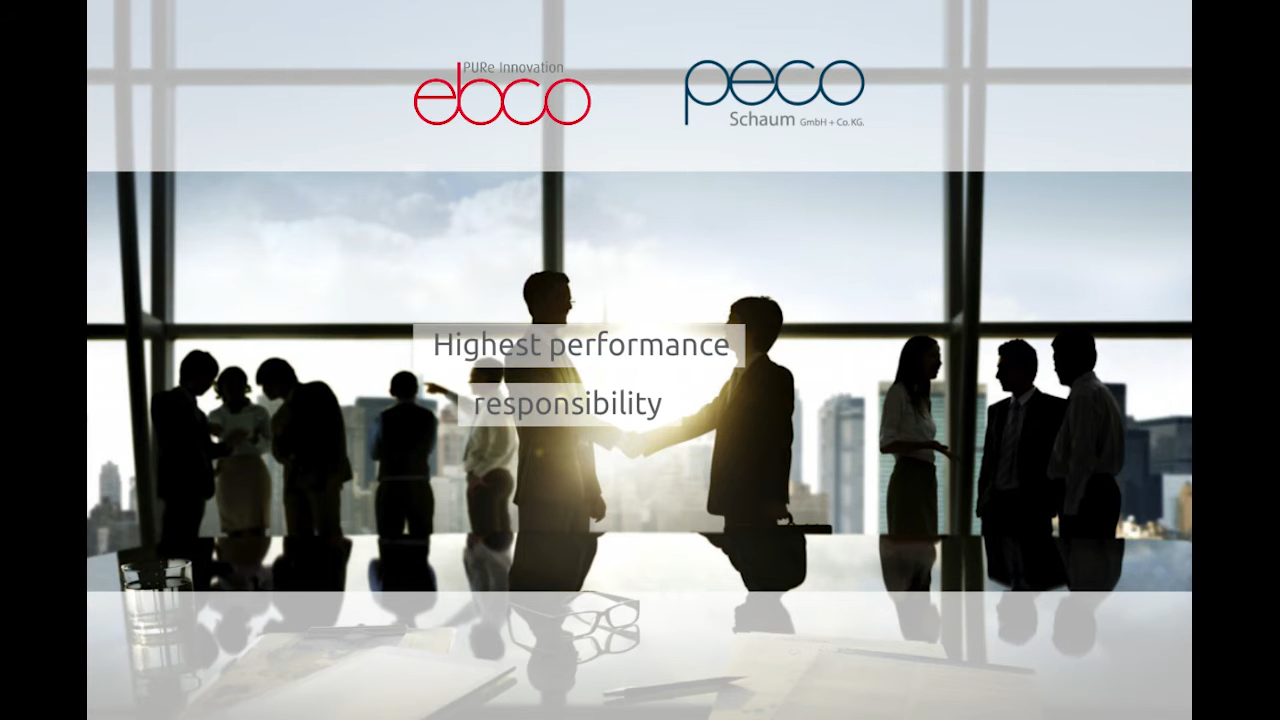 PURe Innovation
ebco
peco
Schaum GmbH + Co. KG.
Highest performance
responsibility